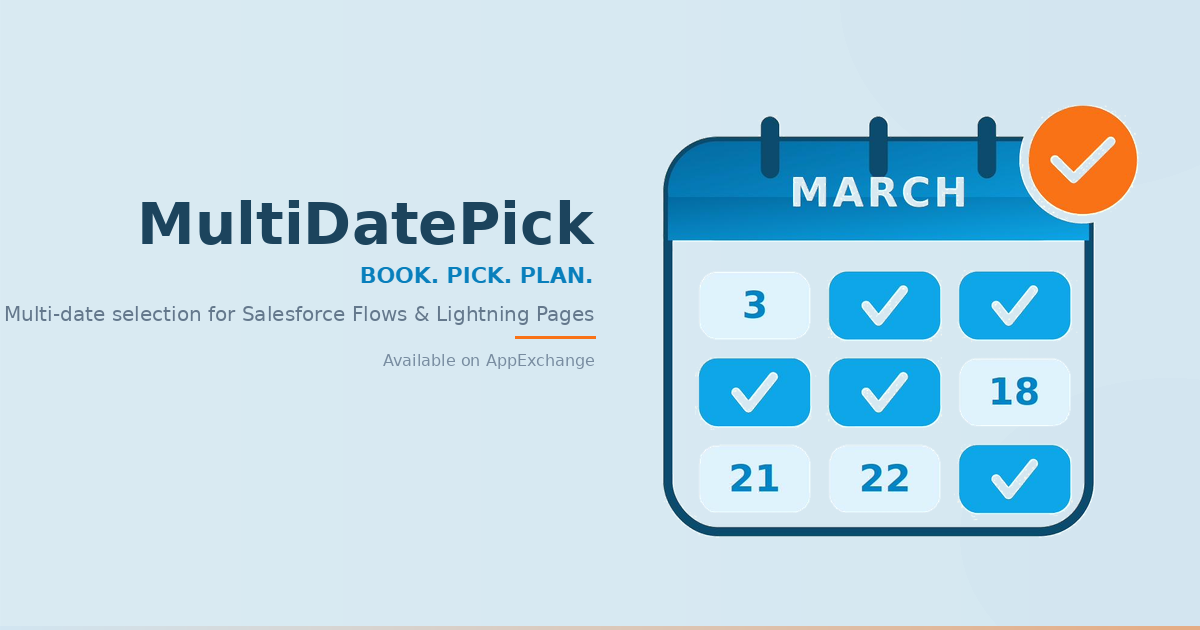 MultiDatePick
BOOK. PICK. PLAN.
Multi-date selection for Salesforce Flows & Lightning Pages
Available on AppExchange
MARCH
3
18
21 22